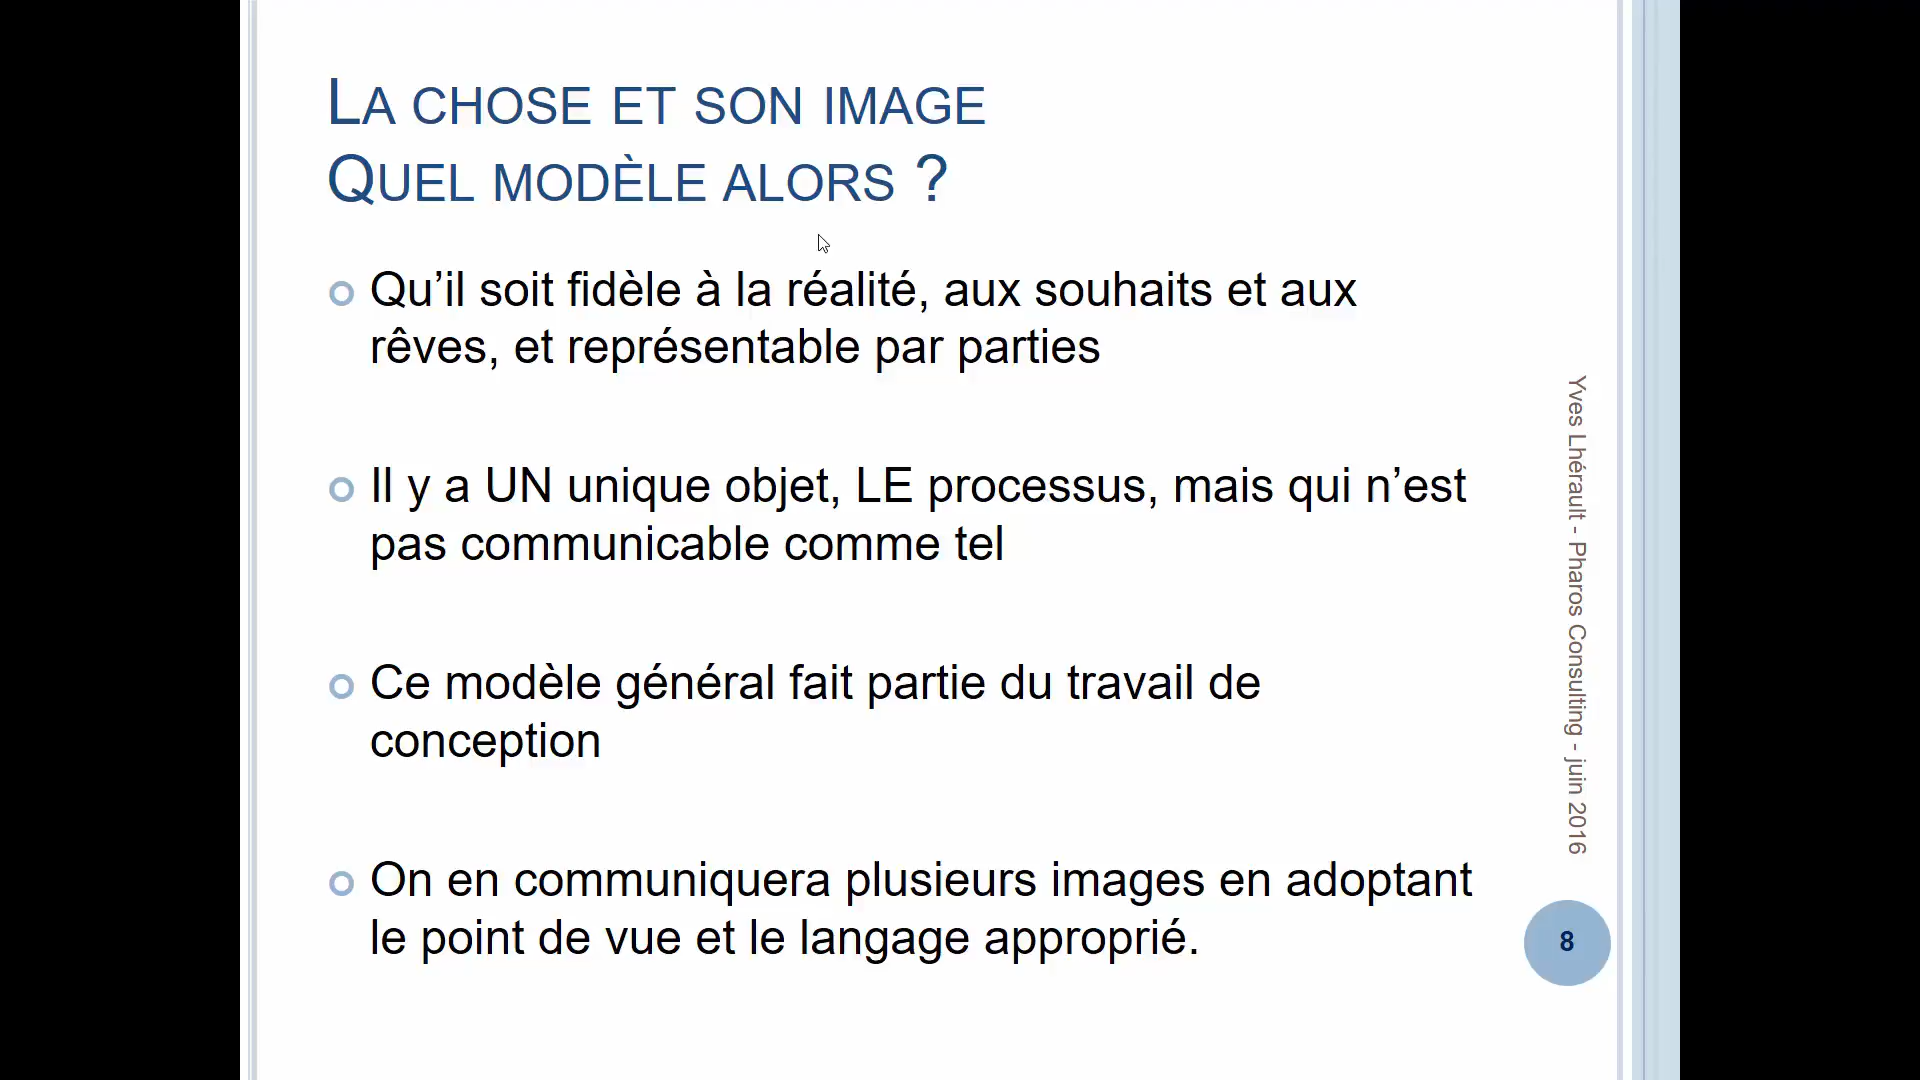 LA CHOSE ET SON IMAGE
QUEL MODÈLE ALORS ?
Qu’il soit fidèle à la réalité, aux souhaits et aux
rêves, et représentable par parties
Il y a UN unique objet, LE processus, mais qui n’est
pas communicable comme tel
Ce modèle général fait partie du travail de
conception
On en communiquera plusieurs images en adoptant
le point de vue et le langage approprié.
Yves Lhérault - Pharos Consulting - juin 2016
8